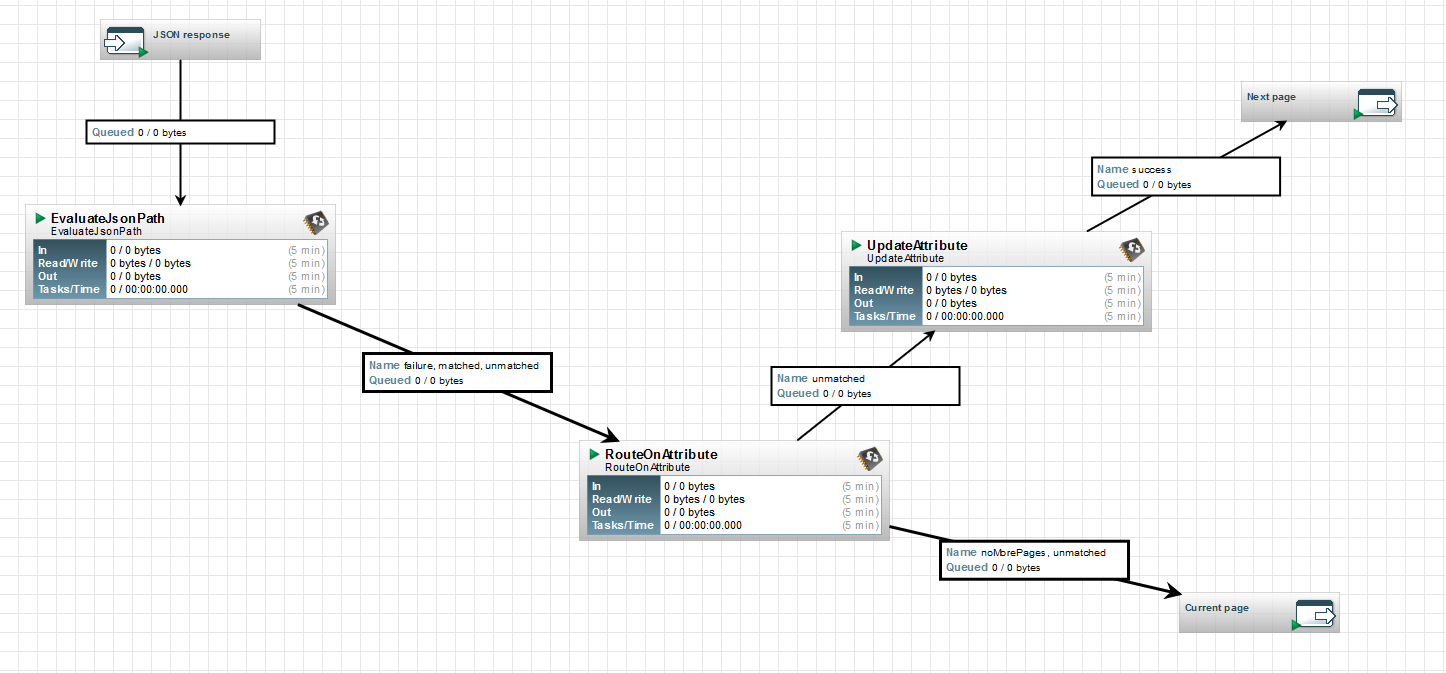 JSON response
Queued 0 / 0 bytes
EvaluateJsonPath
EvaluateJsonPath
In 0 / 0 bytes (5 min)
Read/Write 0 bytes / 0 bytes (5 min)
Out 0 / 0 bytes (5 min)
Tasks/Time 0 / 00:00:00.000 (5 min)
Name failure, matched, unmatched
Queued 0 / 0 bytes
RouteOnAttribute
RouteOnAttribute
In 0 / 0 bytes (5 min)
Read/Write 0 bytes / 0 bytes (5 min)
Out 0 / 0 bytes (5 min)
Tasks/Time 0 / 00:00:00.000 (5 min)
Name unmatched
Queued 0 / 0 bytes
UpdateAttribute
UpdateAttribute
In 0 / 0 bytes (5 min)
Read/Write 0 bytes / 0 bytes (5 min)
Out 0 / 0 bytes (5 min)
Tasks/Time 0 / 00:00:00.000 (5 min)
Name success
Queued 0 / 0 bytes
Next page
Name noMorePages, unmatched
Queued 0 / 0 bytes
Current page